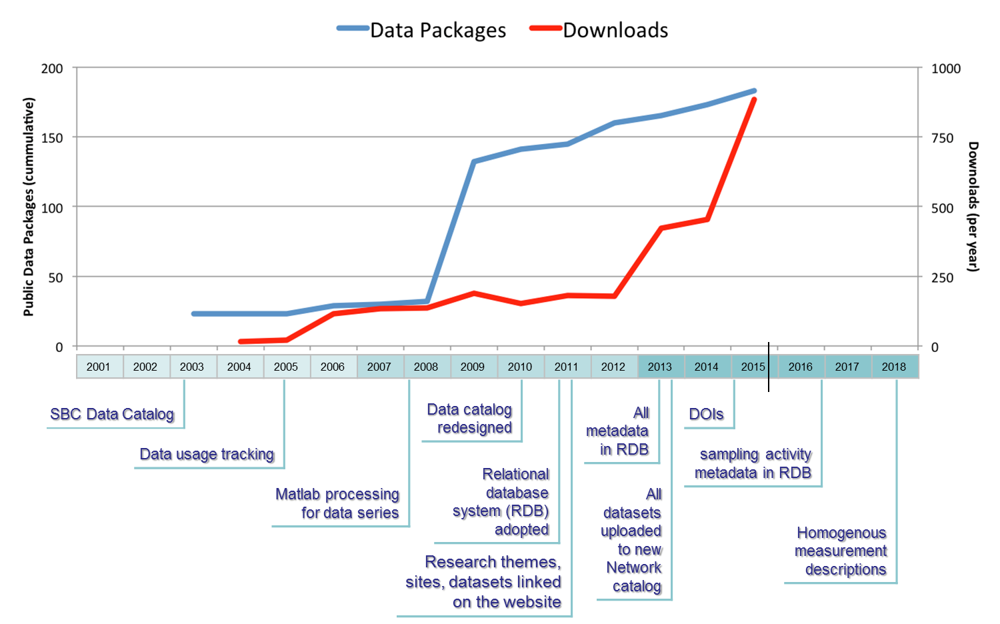 Data Packages
Downloads
200
150
100
50
0
Public Data Packages (cummulative)
1000
750
500
250
0
Downolads (per year)
2001 2002 2003 2004 2005 2006 2007 2008 2009 2010 2011 2012 2013 2014 2015 2016 2017 2018
SBC Data Catalog
Data usage tracking
Matlab processing
for data series
Data catalog
redesigned
Relational
database
system (RDB)
adopted
Research themes,
sites, datasets linked
on the website
All
metadata
in RDB
All
datasets
uploaded
to new
Network
catalog
DOIs
sampling activity
metadata in RDB
Homogenous
measurement
descriptions